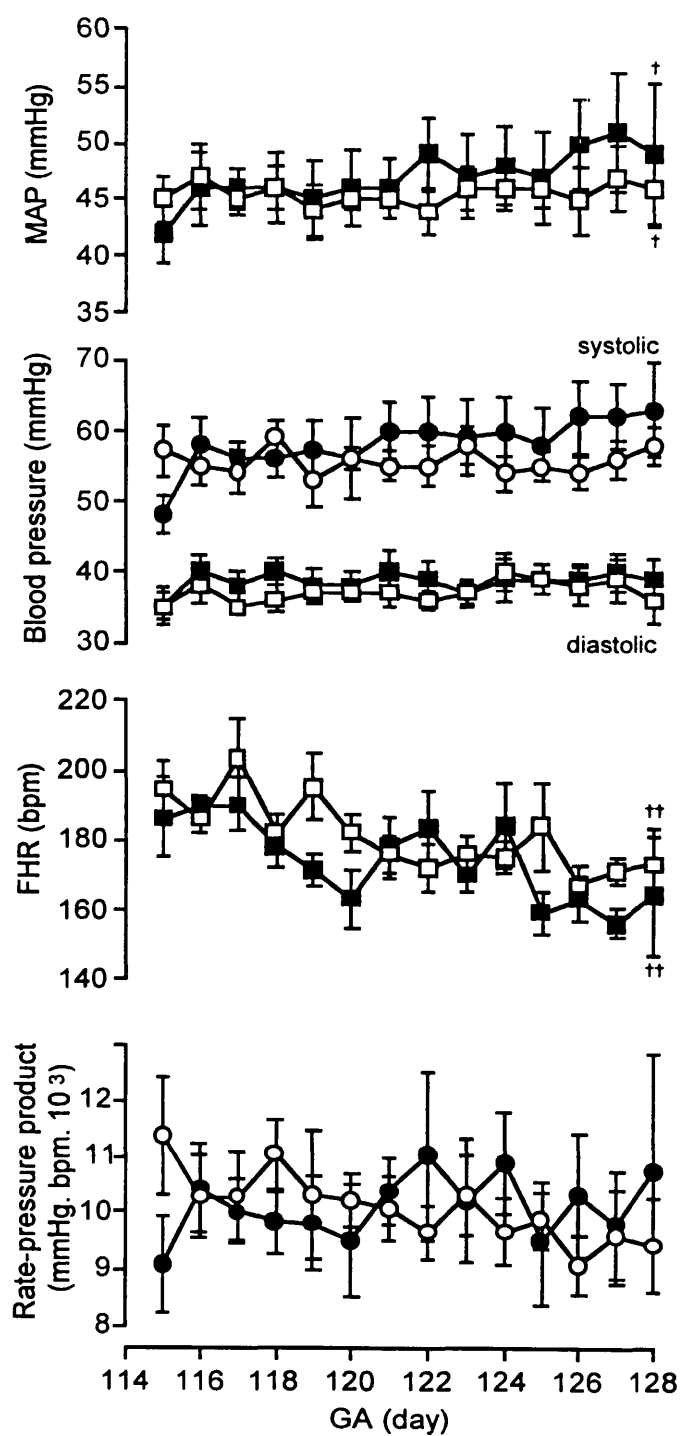 60
55
50
45
40
35
MAP (mmHg)
†
†
70
60
50
40
30
Blood pressure (mmHg)
systolic
diastolic
220
200
180
160
140
FHR (bpm)
††
††
12
11
10
9
8
Rate-pressure product
(mmHg. bpm. 10 3)
114 116 118 120 122 124 126 128
GA (day)